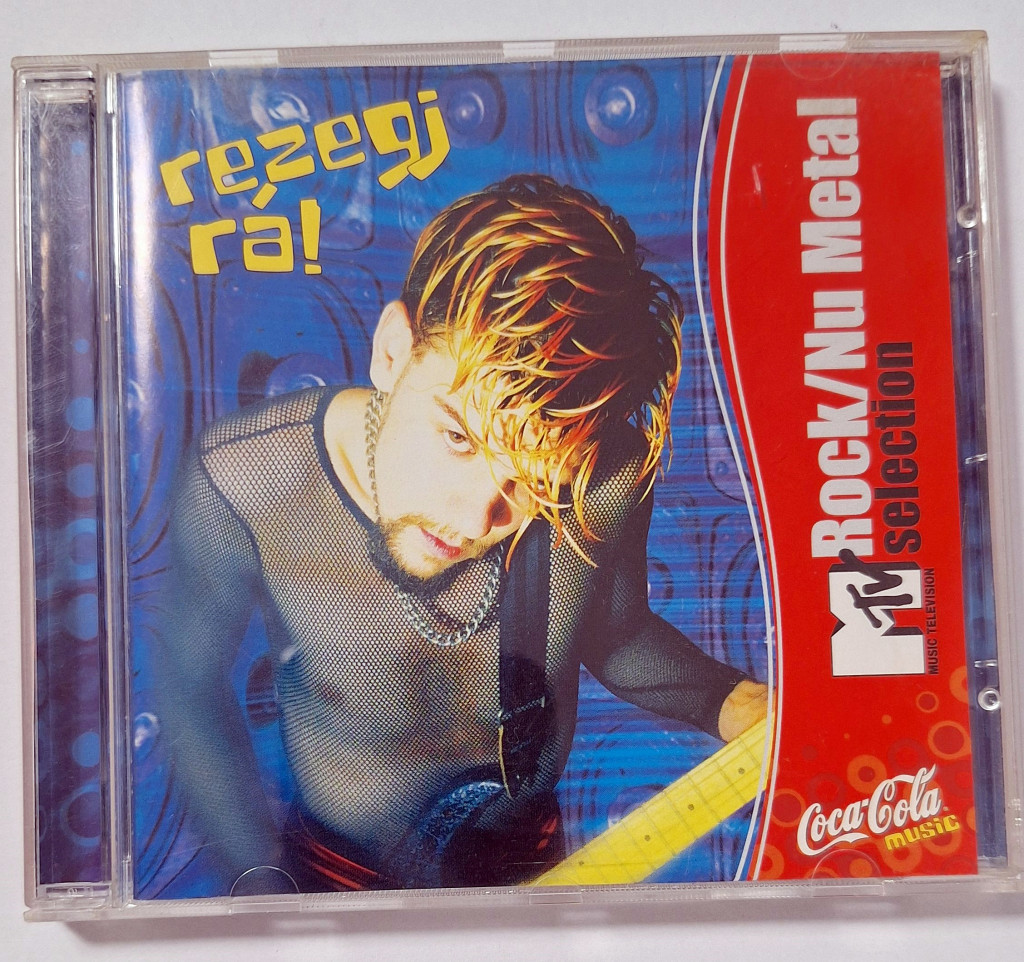 rezegj
rá!
Rock/Nu Metal
selection
MTV
MUSIC TELEVISION
Coca-Cola
music